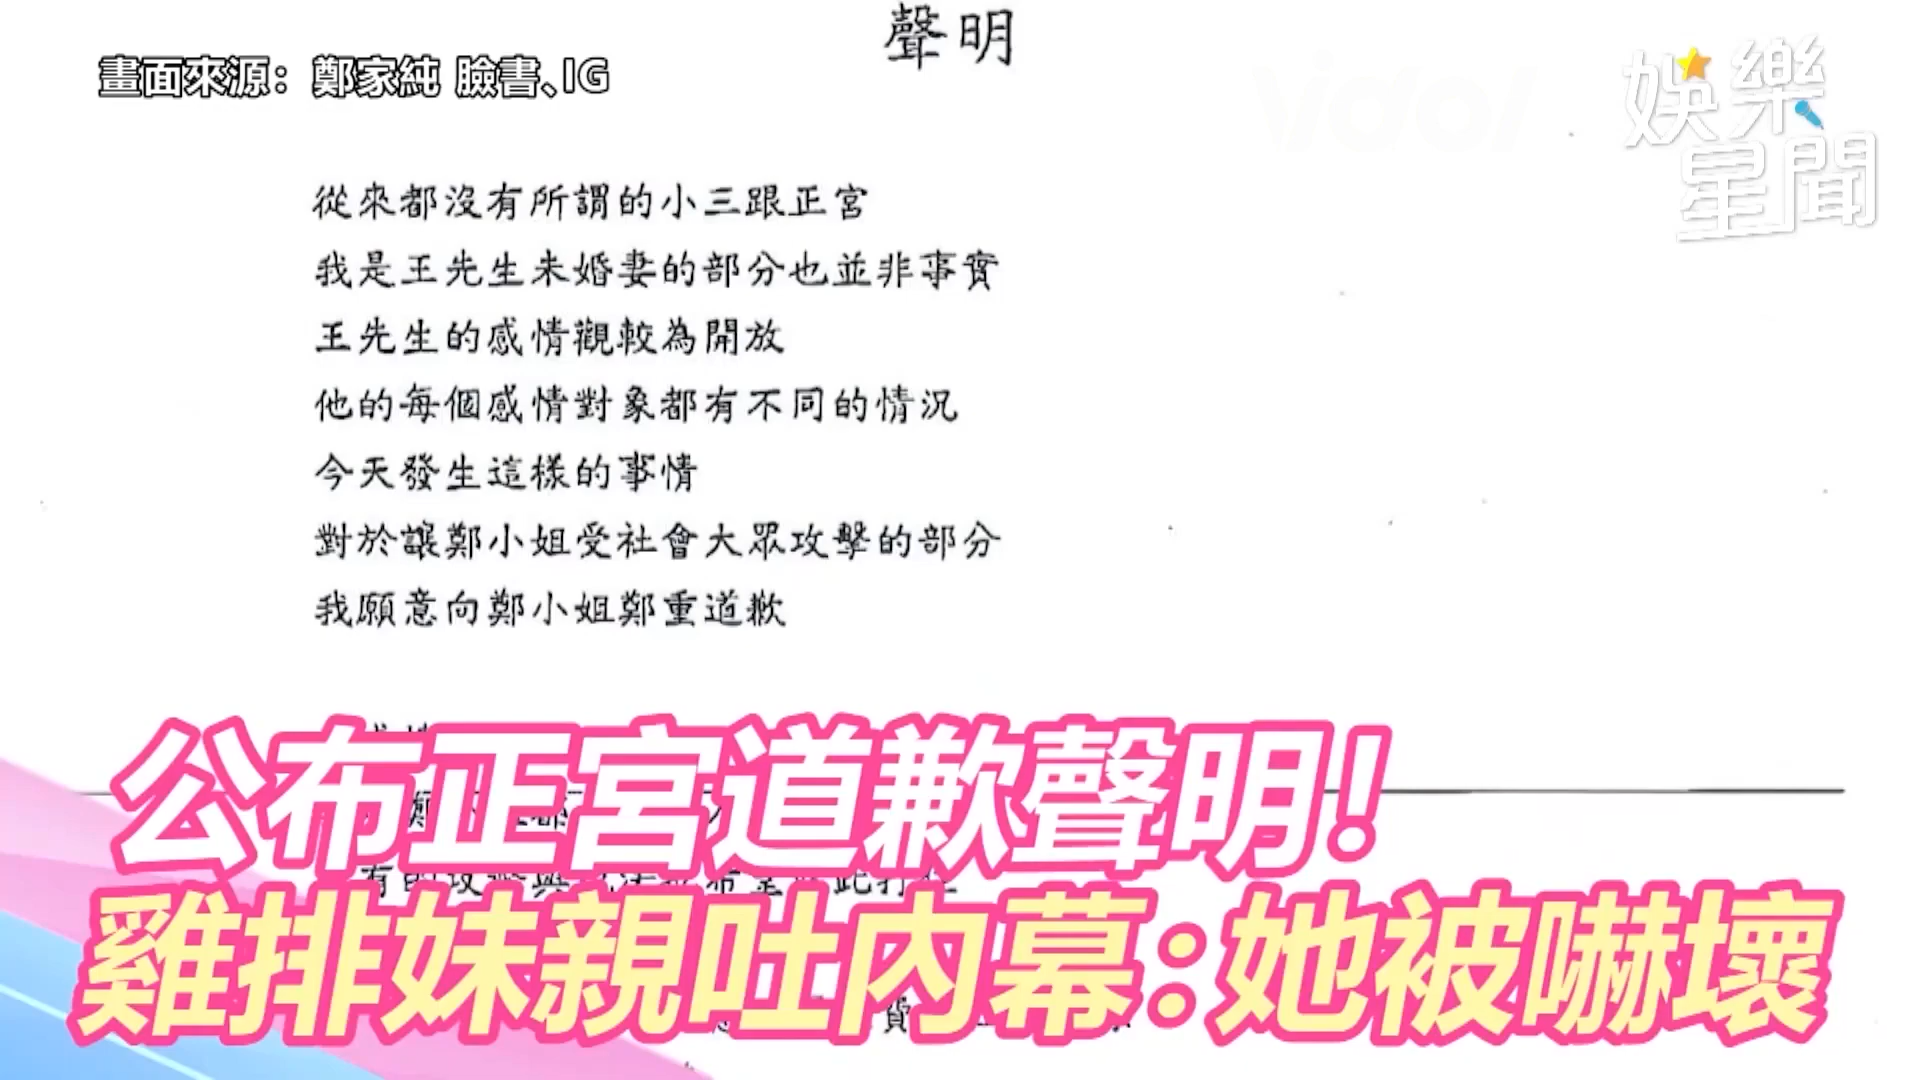 聲明
畫面來源：鄭家純 臉書、IG
Vidol
娛樂
星聞
從來都沒有所謂的小三跟正宮
我是王先生未婚妻的部分也並非事實
王先生的感情觀較為開放
他的每個感情對象都有不同的情況
今天發生這樣的事情
對於讓鄭小姐受社會大眾攻擊的部分
我願意向鄭小姐鄭重道歉
公布正宮道歉聲明!
雞排妹親吐內幕:她被嚇壞